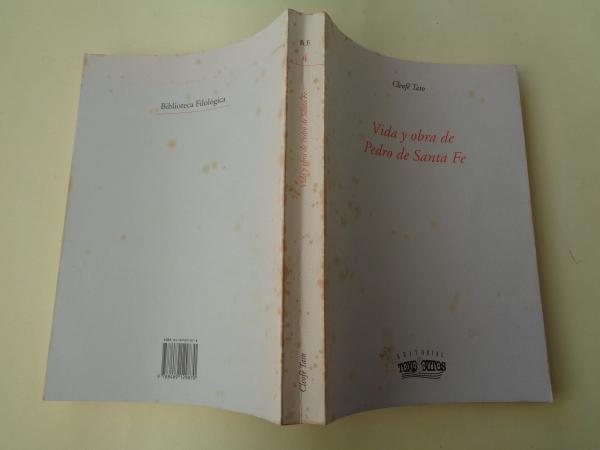 Biblioteca Filológica
B.F.
4
Vida y obra de Pedro de Santa Fe
Cleofé Tato
Cleofé Tato
Vida y obra de
Pedro de Santa Fe
EDITORIAL